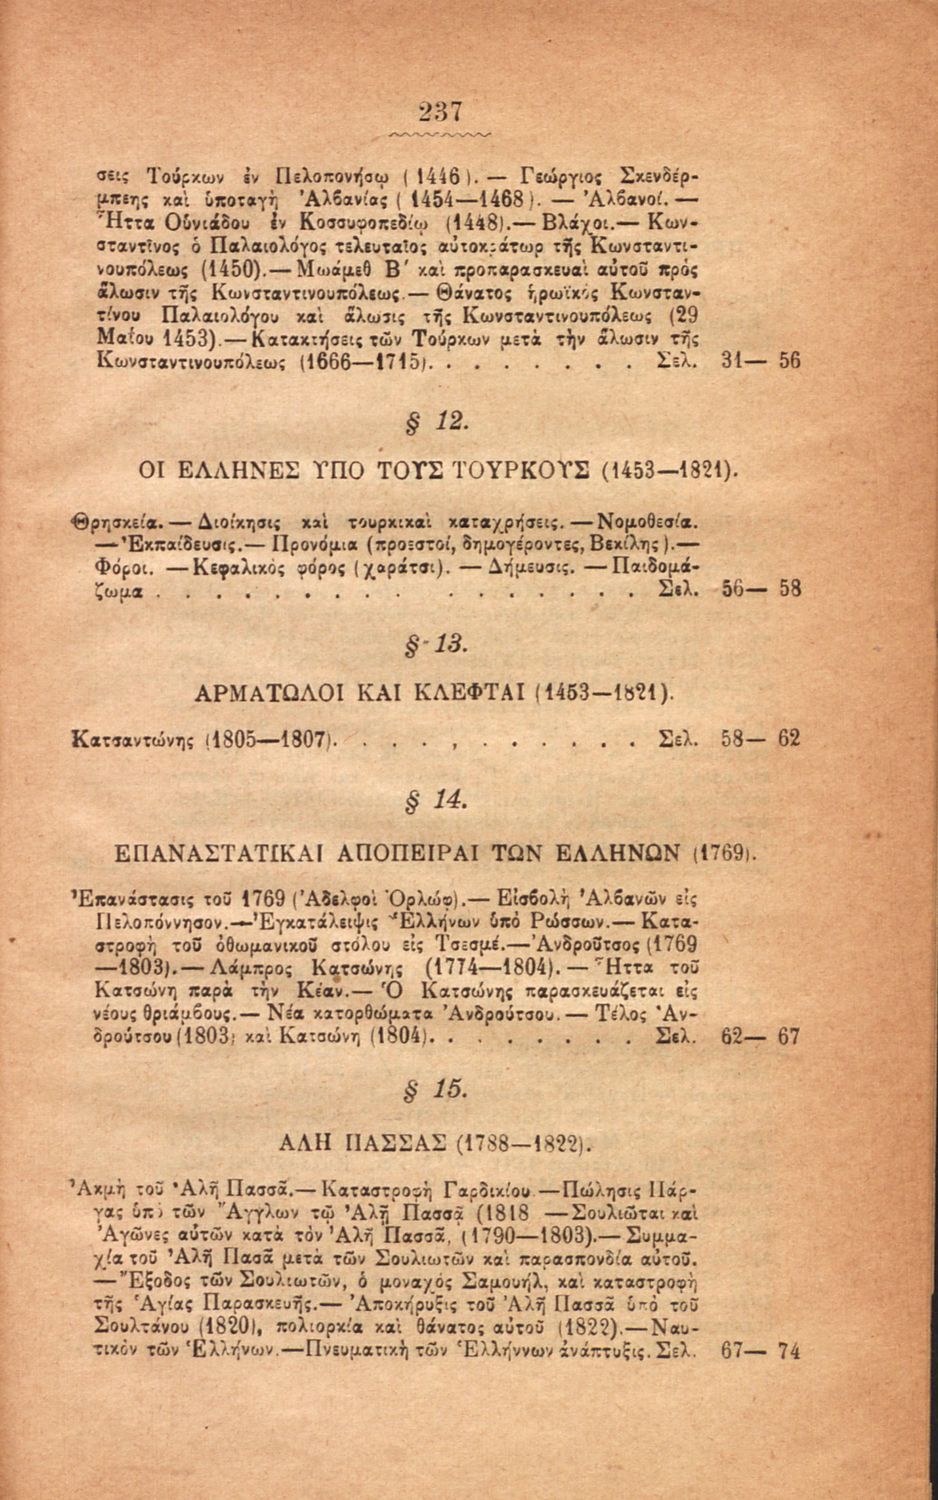 237
σεις Τούρκων ἐν Πελοπονήσῳ (1446). — Γεώργιος Σκενδέρ-
μπεης καὶ ὑποταγὴ Ἀλβανίας (1454—1468). — Ἀλβανοί. —
Ἧττα Οὑνιάδου ἐν Κοσσυφοπεδίῳ (1448).— Βλάχοι.— Κων-
σταντῖνος ὁ Παλαιολόγος τελευταῖος αὐτοκράτωρ τῆς Κωνσταντι-
νουπόλεως (1450).— Μωάμεθ Β΄ καὶ προπαρασκευαὶ αὐτοῦ πρὸς
ἅλωσιν τῆς Κωνσταντινουπόλεως.— Θάνατος ἡρωϊκὸς Κωνσταν-
τίνου Παλαιολόγου καὶ ἅλωσις τῆς Κωνσταντινουπόλεως (29
Μαΐου 1453).— Κατακτήσεις τῶν Τούρκων μετὰ τὴν ἅλωσιν τῆς
Κωνσταντινουπόλεως (1666—1715). . . . . . . . Σελ. 31— 56
§ 12.
ΟΙ ΕΛΛΗΝΕΣ ΥΠΟ ΤΟΥΣ ΤΟΥΡΚΟΥΣ (1453—1821).
Θρησκεία. — Διοίκησις καὶ τουρκικαὶ καταχρήσεις. — Νομοθεσία.
—Ἐκπαίδευσις.— Προνόμια (προεστοί, δημογέροντες, Βεκίλης).—
Φόροι. — Κεφαλικὸς φόρος (χαράτσι). — Δήμευσις. — Παιδομά-
ζωμα . . . . . . . . . . . . . . . . Σελ. 56— 58
§ 13.
ΑΡΜΑΤΩΛΟΙ ΚΑΙ ΚΛΕΦΤΑΙ (1453—1821).
Κατσαντώνης (1805—1807). . . . . . . . . . . . Σελ. 58— 62
§ 14.
ΕΠΑΝΑΣΤΑΤΙΚΑΙ ΑΠΟΠΕΙΡΑΙ ΤΩΝ ΕΛΛΗΝΩΝ (1769).
Ἐπανάστασις τοῦ 1769 (Ἀδελφοὶ Ὀρλώφ).— Εἰσβολὴ Ἀλβανῶν εἰς
Πελοπόννησον.—Ἐγκατάλειψις Ἑλλήνων ὑπὸ Ρώσσων.— Κατα-
στροφὴ τοῦ ὀθωμανικοῦ στόλου εἰς Τσεσμέ.—Ἀνδροῦτσος (1769
—1803).— Λάμπρος Κατσώνης (1774—1804). — Ἧττα τοῦ
Κατσώνη παρὰ τὴν Κέαν.— Ὁ Κατσώνης παρασκευάζεται εἰς
νέους θριάμβους.— Νέα κατορθώματα Ἀνδρούτσου. — Τέλος Ἀν-
δρούτσου (1803) καὶ Κατσώνη (1804). . . . . . . . Σελ. 62— 67
§ 15.
ΑΛΗ ΠΑΣΣΑΣ (1788—1822).
Ἀκμὴ τοῦ Ἀλῆ Πασσᾶ.— Καταστροφὴ Γαρδικίου.—Πώλησις Πάρ-
γας ὑπὸ τῶν Ἄγγλων τῷ Ἀλῇ Πασσᾷ (1818 —Σουλιῶται καὶ
Ἀγῶνες αὐτῶν κατὰ τὸν Ἀλῆ Πασσᾶ, (1790—1803).— Συμμα-
χία τοῦ Ἀλῆ Πασᾶ μετὰ τῶν Σουλιωτῶν καὶ παρασπονδία αὐτοῦ.
—Ἔξοδος τῶν Σουλιωτῶν, ὁ μοναχὸς Σαμουήλ, καὶ καταστροφὴ
τῆς Ἁγίας Παρασκευῆς.— Ἀποκήρυξις τοῦ Ἀλῆ Πασσᾶ ὑπὸ τοῦ
Σουλτάνου (1820), πολιορκία καὶ θάνατος αὐτοῦ (1822).— Ναυ-
τικὸν τῶν Ἑλλήνων.—Πνευματικὴ τῶν Ἑλλήννων ἀνάπτυξις. Σελ. 67— 74